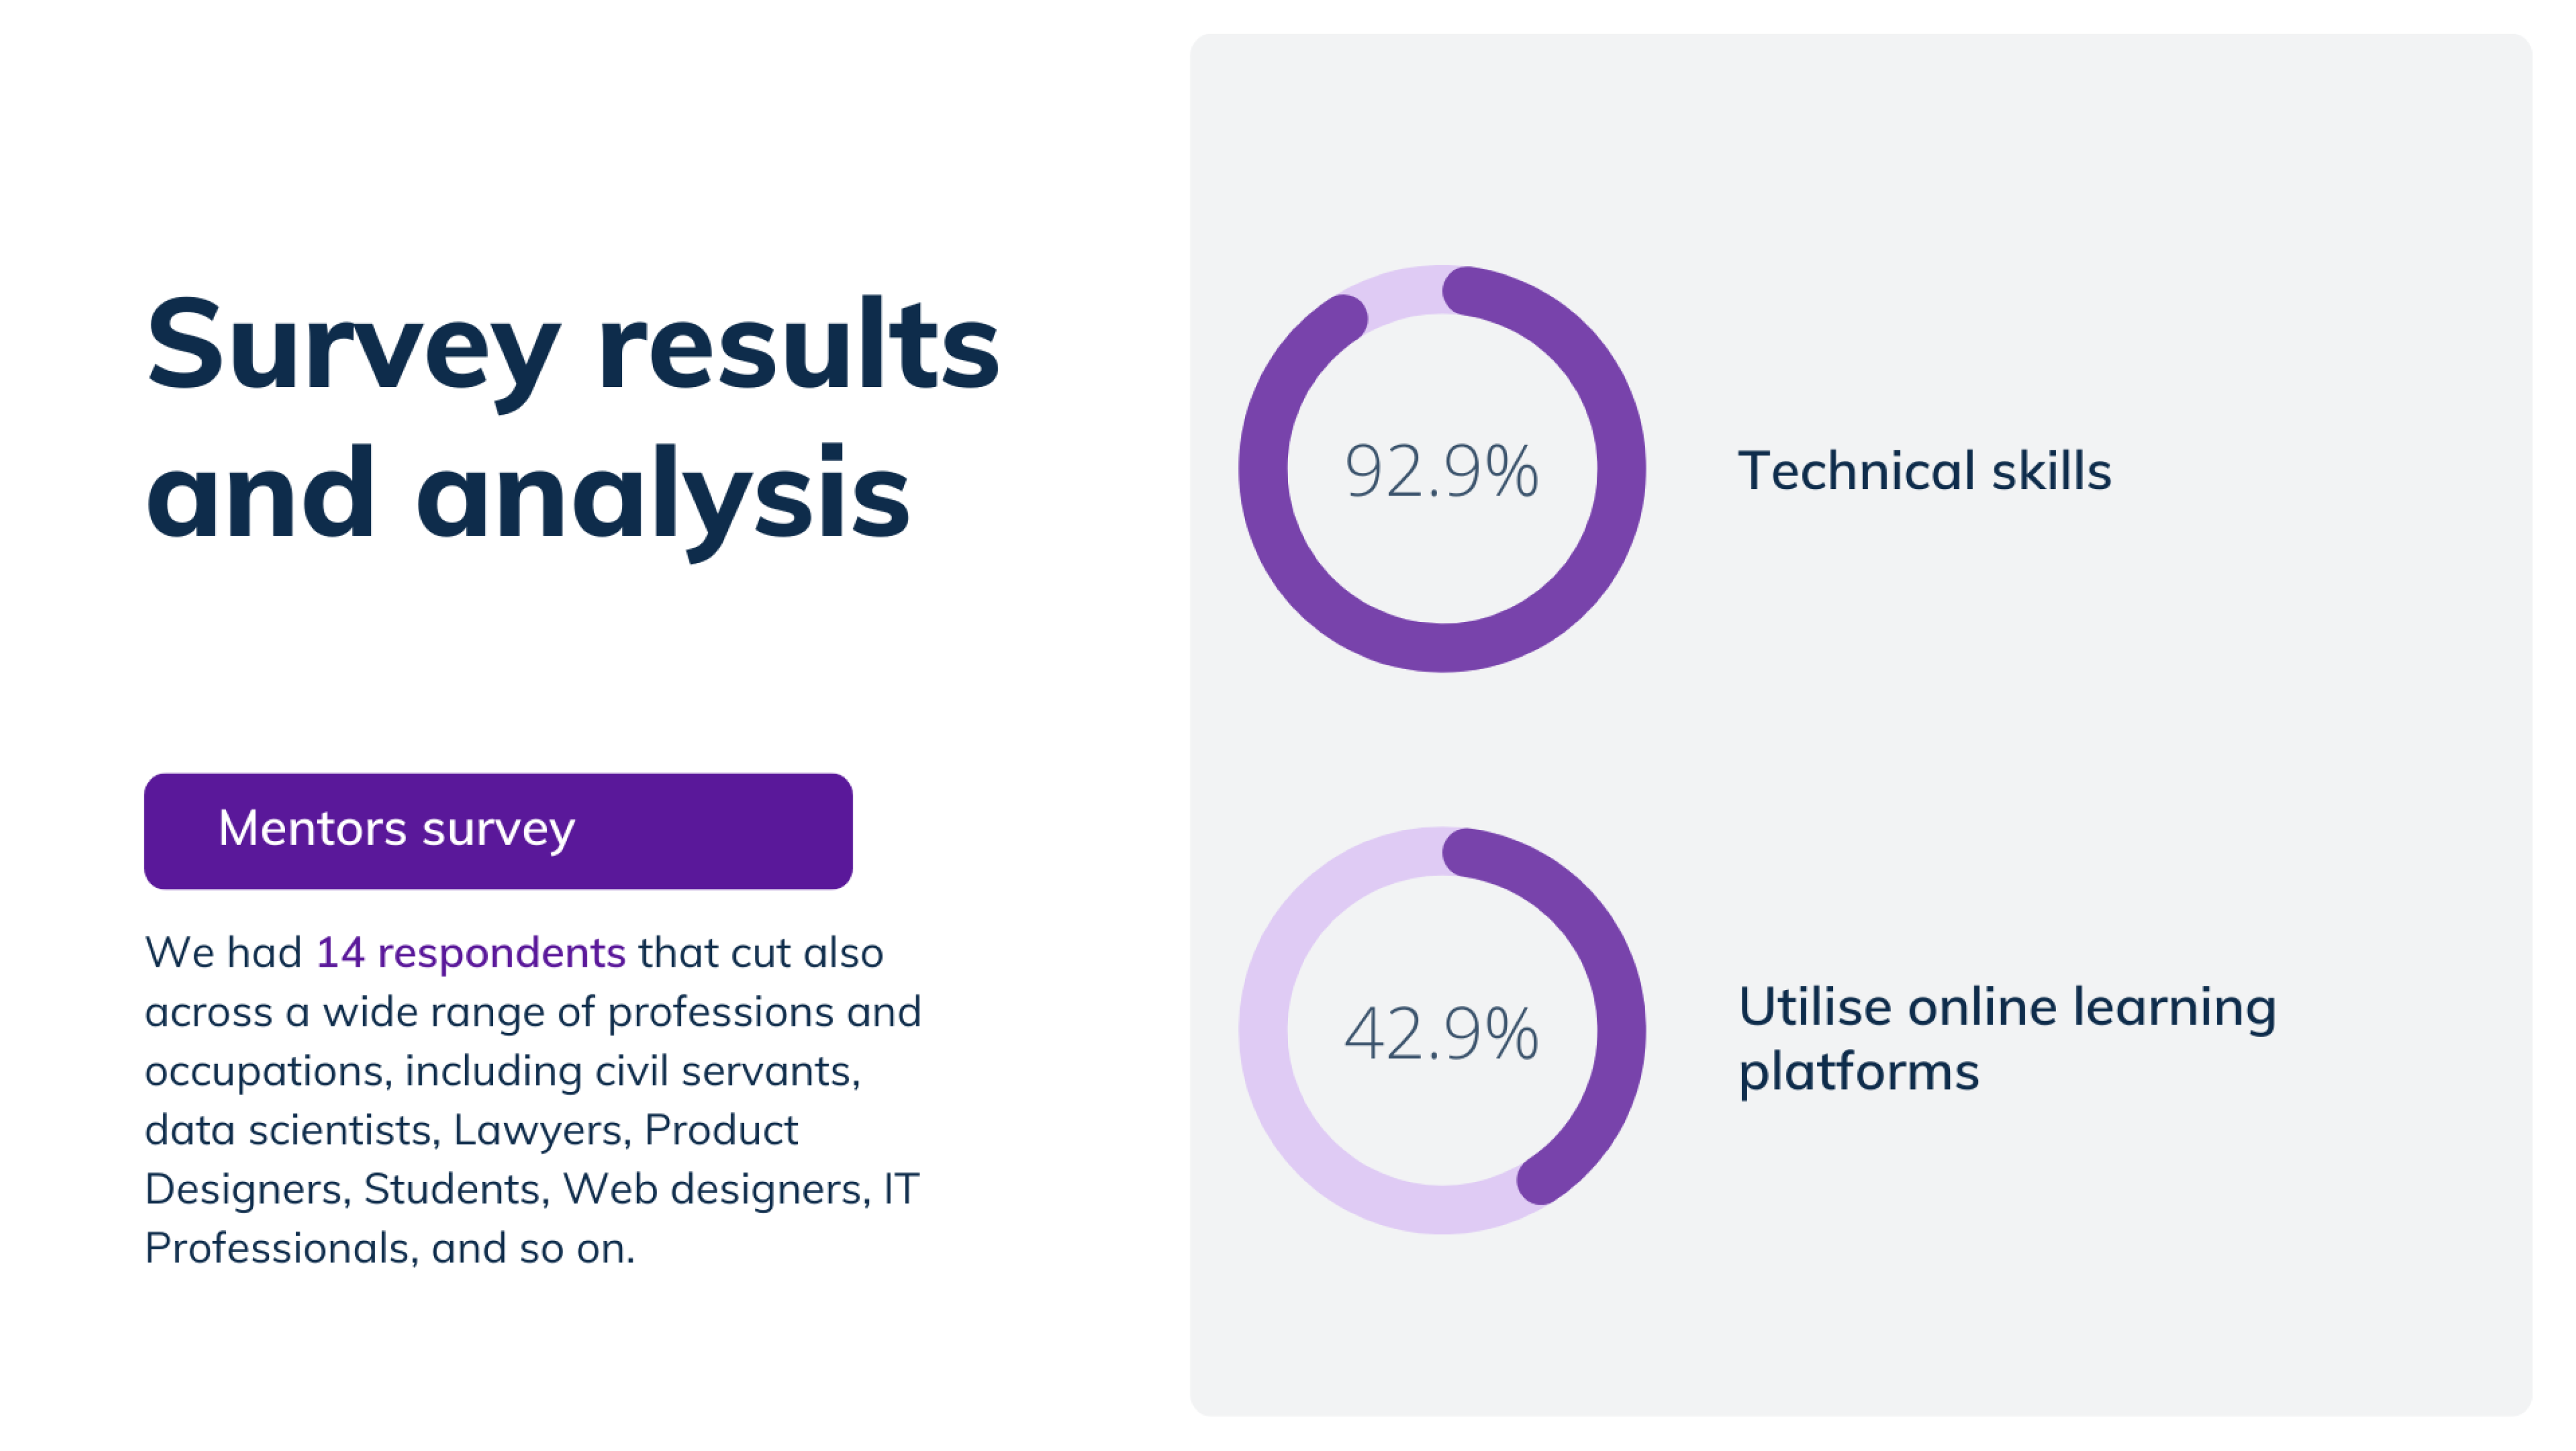 Survey results
and analysis
Mentors survey
We had 14 respondents that cut also
across a wide range of professions and
occupations, including civil servants,
data scientists, Lawyers, Product
Designers, Students, Web designers, IT
Professionals, and so on.
92.9%
Technical skills
42.9%
Utilise online learning
platforms